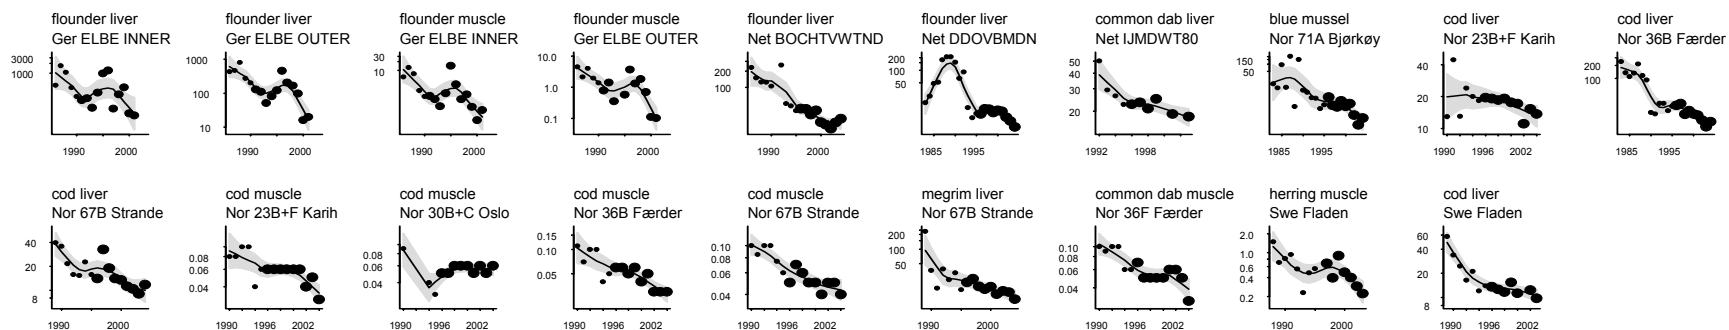 flounder liver
Ger ELBE INNER
3000
1000
1990
2000
flounder liver
Ger ELBE OUTER
1000
100
10
1990
2000
flounder muscle
Ger ELBE INNER
30
10
1990
2000
flounder muscle
Ger ELBE OUTER
10.0
1.0
0.1
1990
2000
flounder liver
Net BOCHTVWTND
200
100
1985
1995
flounder liver
Net DDOVBMDN
200
100
50
1985
1995
common dab liver
Net IJMDWT80
50
40
30
20
1992
1998
blue mussel
Nor 71A Bjørkøy
150
50
1985
1995
cod liver
Nor 23B+F Karih
40
20
10
1990
1996
2002
cod liver
Nor 36B Færder
200
100
1985
1995
cod liver
Nor 67B Strande
40
20
8
1990
2000
cod muscle
Nor 23B+F Karih
0.08
0.06
0.04
1990
1996
2002
cod muscle
Nor 30B+C Oslo
0.08
0.06
0.04
1990
1996
2002
cod muscle
Nor 36B Færder
0.15
0.10
0.05
1990
1996
2002
cod muscle
Nor 67B Strande
0.10
0.06
0.04
1990
1996
2002
megrim liver
Nor 67B Strande
200
100
50
1990
2000
common dab muscle
Nor 36F Færder
0.10
0.06
0.04
1990
1996
2002
herring muscle
Swe Fladen
2.0
1.0
0.6
0.2
1990
2000
cod liver
Swe Fladen
60
20
8
1990
2000